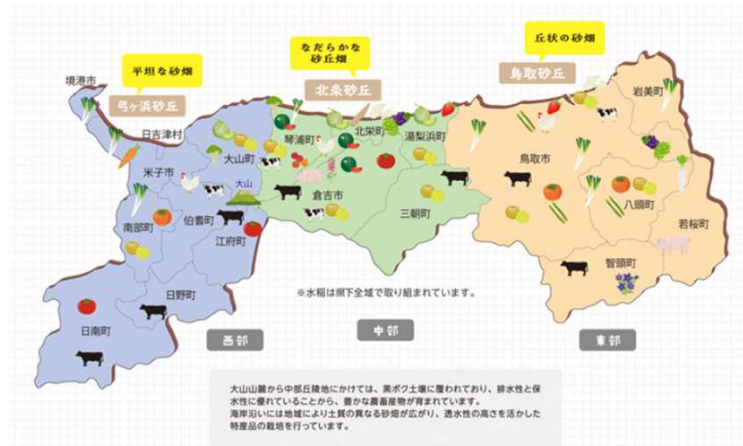 丘状の砂畑
なだらかな
砂丘畑
平坦な砂畑
鳥取砂丘
北条砂丘
弓ヶ浜砂丘
境港市
岩美町
日吉津村
琴浦町
北栄町
湯梨浜町
大山町
鳥取市
米子市
大山
倉吉市
八頭町
南部町
伯耆町
三朝町
若桜町
江府町
智頭町
日野町
日南町
※水稲は県下全域で取り組まれています。
西部
中部
東部
大山山麓から中部丘陵地にかけては、黒ボク土壌に覆われており、排水性と保
水性に優れていることから、豊かな農畜産物が育まれています。
海岸沿いには地域により土質の異なる砂畑が広がり、透水性の高さを活かした
特産品の栽培を行っています。